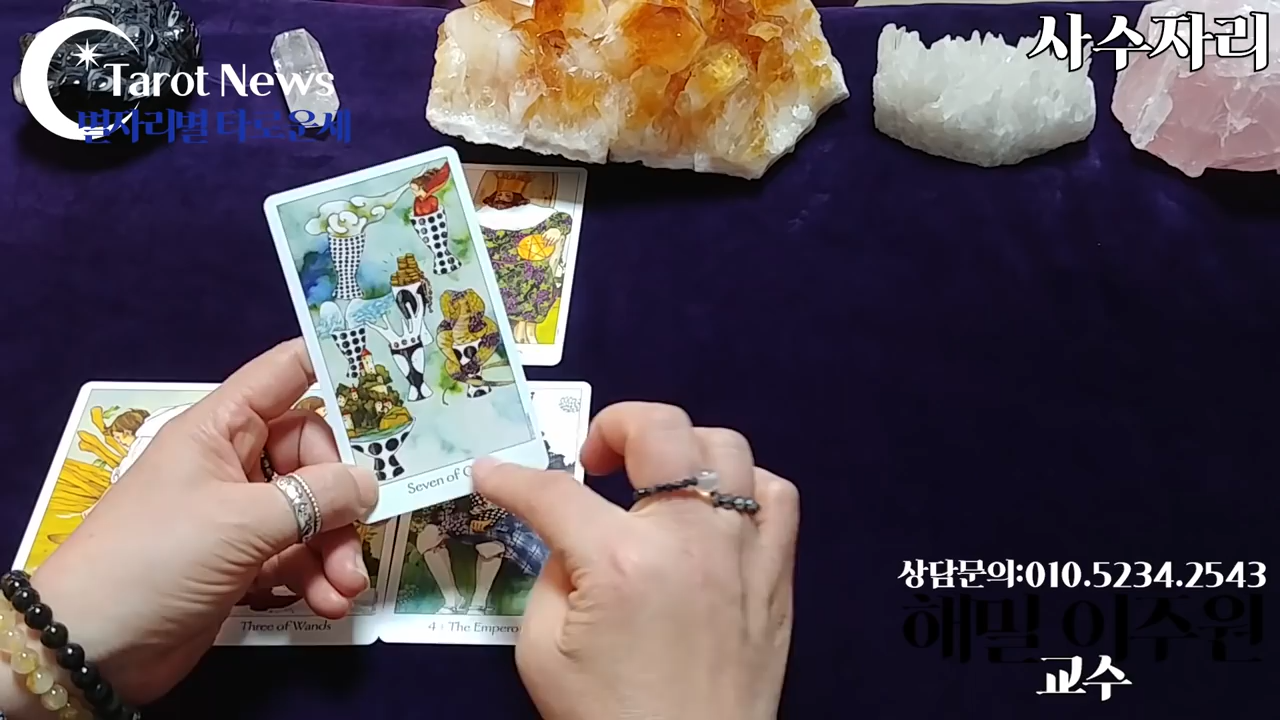 Tarot News
별자리별 타로운세
사수자리
Seven of
Three of Wands
4 The Empero
상담문의:010.5234.2543
해밀 이주원
교수